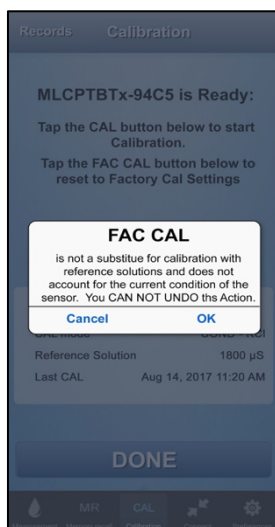 Records Calibration
MLCPTBTx-94C5 is Ready:
Tap the CAL button below to start
Calibration.
Tap the FAC CAL button below to
reset to Factory Cal Settings
FAC CAL
is not a substitue for calibration with
reference solutions and does not
account for the current condition of the
sensor. You CAN NOT UNDO ths Action.
Cancel OK
CAL mode COND - KCl
Reference Solution 1800 µS
Last CAL Aug 14, 2017 11:20 AM
DONE
MR CAL
Calibration